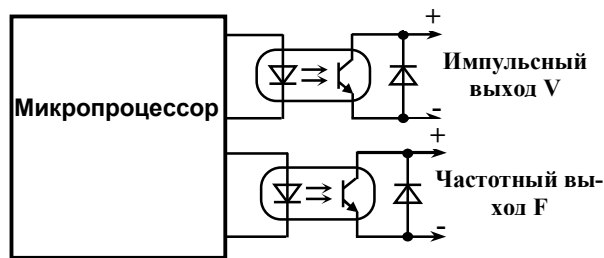 +
Импульсный
выход V
Микропроцессор
-
+
Частотный вы-
ход F
-